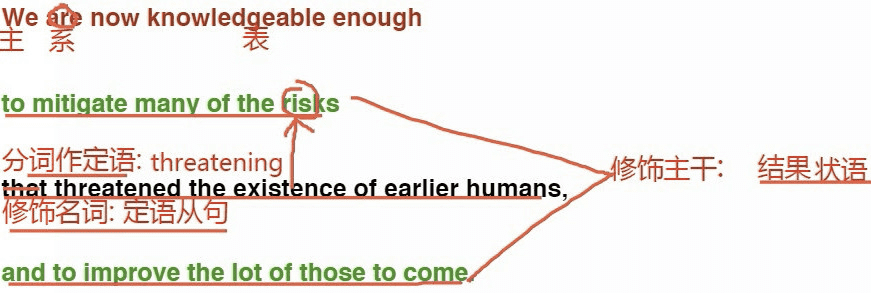 We are now knowledgeable enough
主 系 表
to mitigate many of the risks
分词作定语: threatening
修饰主干: 结果状语
that threatened the existence of earlier humans,
修饰名词: 定语从句
and to improve the lot of those to come.